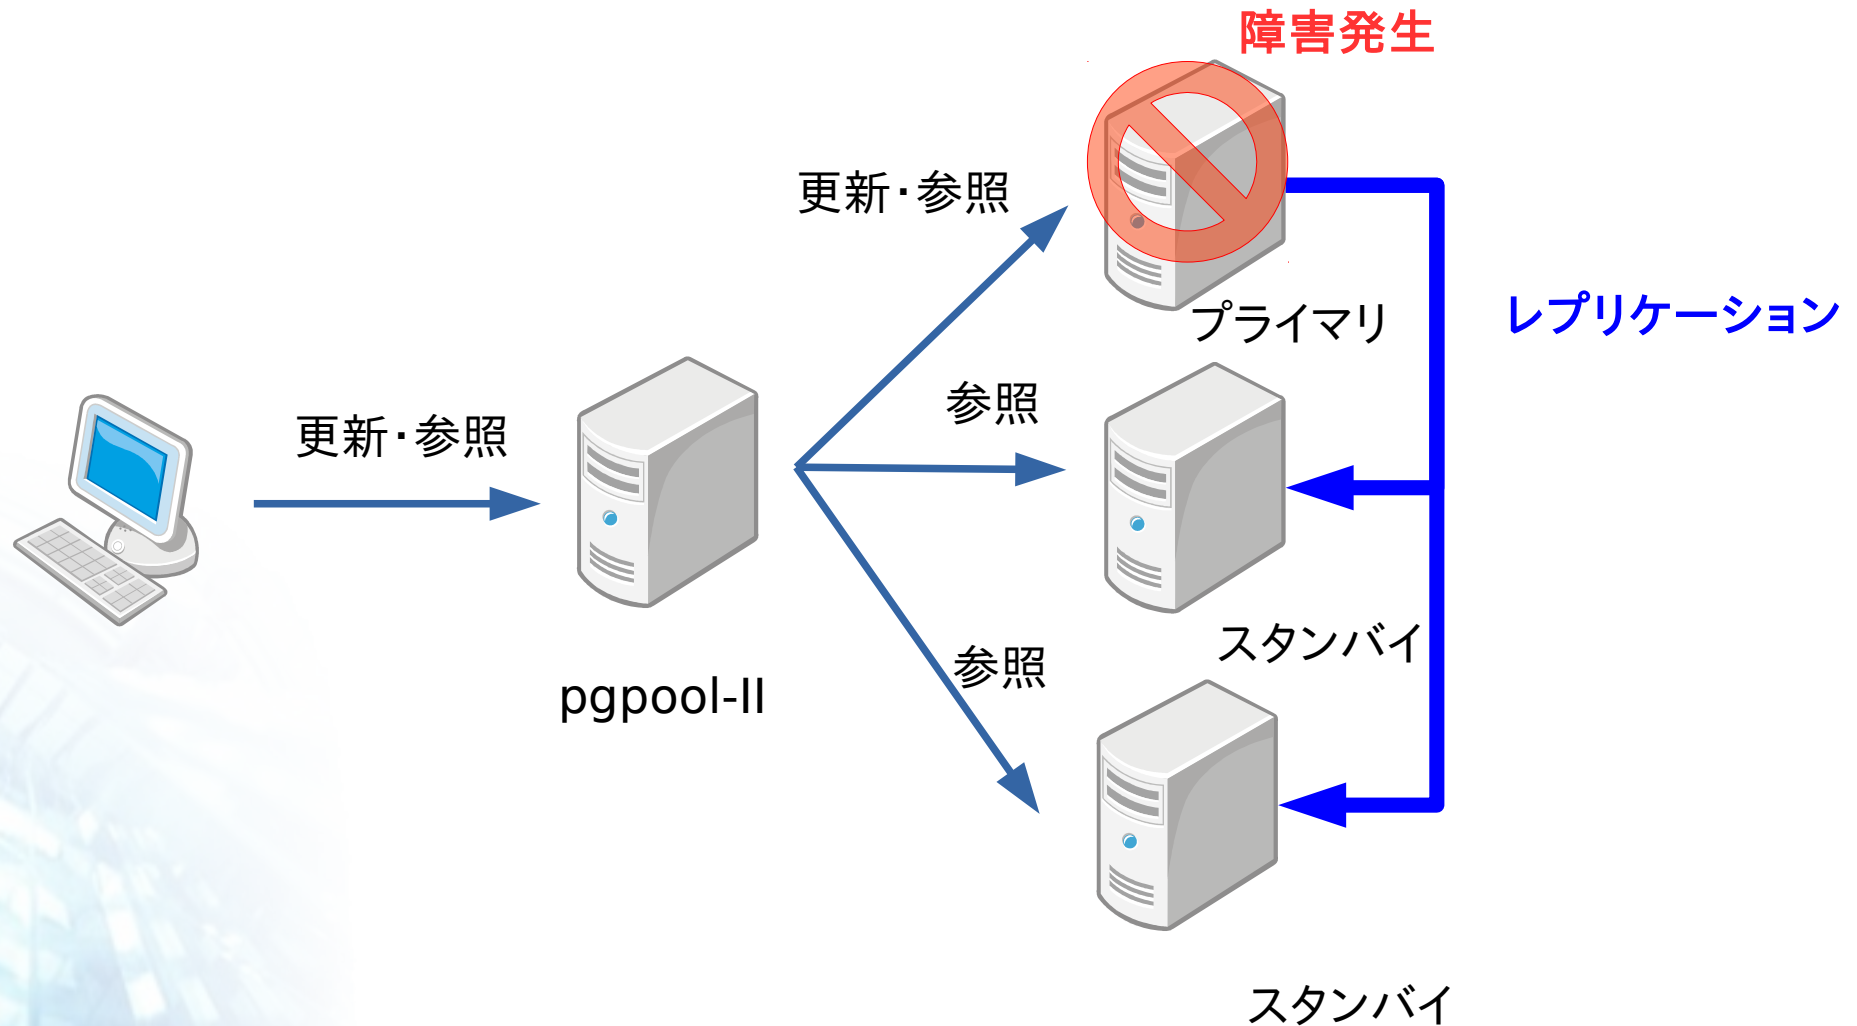 障害発生
更新・参照
レプリケーション
プライマリ
参照
更新・参照
スタンバイ
参照
pgpool-II
スタンバイ